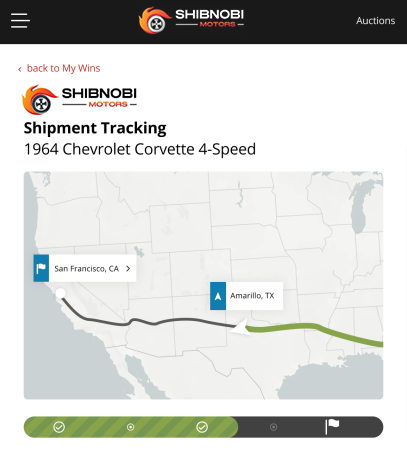 SHIBNOBI
MOTORS
Auctions
‹ back to My Wins
SHIBNOBI
MOTORS
Shipment Tracking
1964 Chevrolet Corvette 4-Speed
San Francisco, CA >
Amarillo, TX